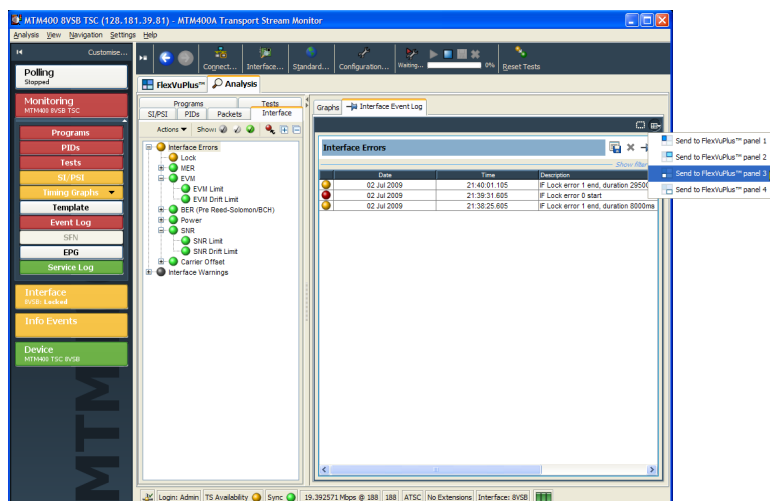 MTM400 8VSB TSC (128.181.39.81) - MTM400A Transport Stream Monitor
Analysis View Navigation Settings Help
Customise...
Connect... Interface... Standard... Configuration... Waiting... 0% Reset Tests
Polling
Stopped
FlexVuPlus™ Analysis
Monitoring
MTM400 8VSB TSC
Programs
PIDs
Tests
SI/PSI
Timing Graphs
Template
Event Log
SFN
EPG
Service Log
Interface
8VSB: Locked
Info Events
Device
MTM400 TSC 8VSB
MTM
Programs Tests
SI/PSI PIDs Packets Interface
Actions Show:
Interface Errors
Lock
MER
EVM
EVM Limit
EVM Drift Limit
BER (Pre Reed-Solomon/BCH)
Power
SNR
SNR Limit
SNR Drift Limit
Carrier Offset
Interface Warnings
Graphs Interface Event Log
Interface Errors
Show filter
Date Time Description
02 Jul 2009 21:40:01.105 IF Lock error 1 end, duration 29500
02 Jul 2009 21:39:31.605 IF Lock error 0 start
02 Jul 2009 21:38:25.605 IF Lock error 1 end, duration 8000ms
Send to FlexVuPlus™ panel 1
Send to FlexVuPlus™ panel 2
Send to FlexVuPlus™ panel 3
Send to FlexVuPlus™ panel 4
Login: Admin TS Availability Sync 19.392571 Mbps @ 188 188 ATSC No Extensions Interface: 8VSB